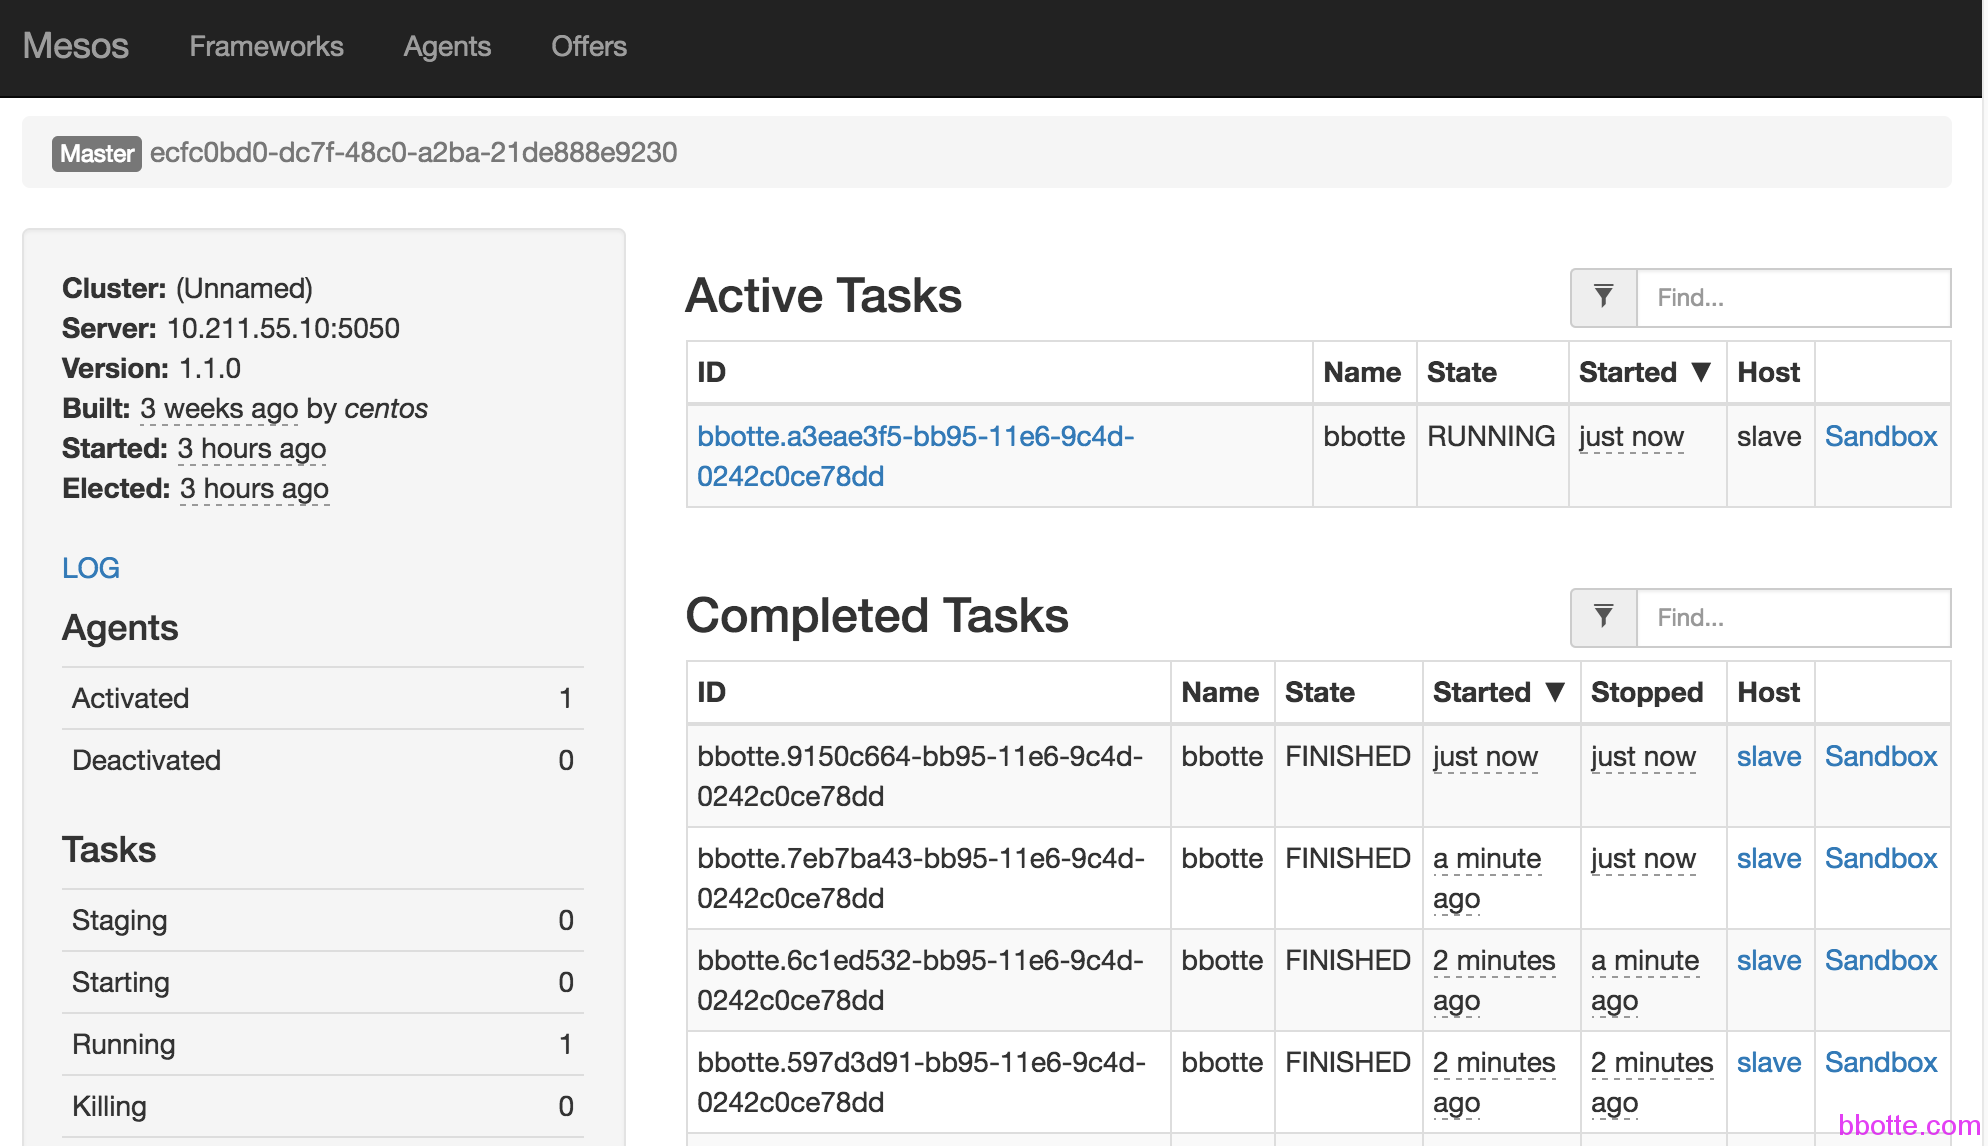 Mesos Frameworks Agents Offers
Master ecfc0bd0-dc7f-48c0-a2ba-21de888e9230
Cluster: (Unnamed)
Server: 10.211.55.10:5050
Version: 1.1.0
Built: 3 weeks ago by centos
Started: 3 hours ago
Elected: 3 hours ago
LOG
Agents
Activated 1
Deactivated 0
Tasks
Staging 0
Starting 0
Running 1
Killing 0
Active Tasks Find...
ID Name State Started ▼ Host
bbotte.a3eae3f5-bb95-11e6-9c4d- bbotte RUNNING just now slave Sandbox
0242c0ce78dd
Completed Tasks Find...
ID Name State Started ▼ Stopped Host
bbotte.9150c664-bb95-11e6-9c4d- bbotte FINISHED just now just now slave Sandbox
0242c0ce78dd
bbotte.7eb7ba43-bb95-11e6-9c4d- bbotte FINISHED a minute just now slave Sandbox
0242c0ce78dd ago
bbotte.6c1ed532-bb95-11e6-9c4d- bbotte FINISHED 2 minutes a minute slave Sandbox
0242c0ce78dd ago ago
bbotte.597d3d91-bb95-11e6-9c4d- bbotte FINISHED 2 minutes 2 minutes slave Sandbox
0242c0ce78dd ago ago
bbotte.com